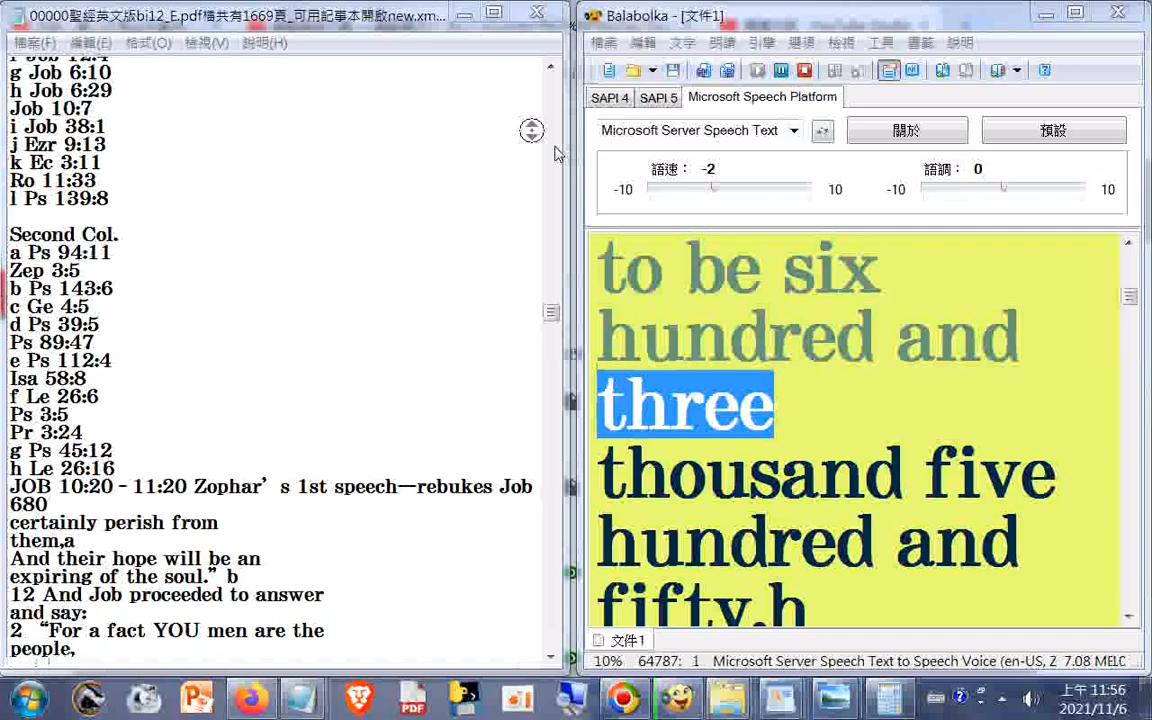 00000聖經英文版bi12_E.pdf檔共有1669頁_可用記事本開啟new.xm...
檔案(F) 編輯(E) 格式(O) 檢視(V) 說明(H)
g Job 6:10
h Job 6:29
Job 10:7
i Job 38:1
j Ezr 9:13
k Ec 3:11
Ro 11:33
l Ps 139:8
Second Col.
a Ps 94:11
Zep 3:5
b Ps 143:6
c Ge 4:5
d Ps 39:5
Ps 89:47
e Ps 112:4
Isa 58:8
f Le 26:6
Ps 3:5
Pr 3:24
g Ps 45:12
h Le 26:16
JOB 10:20–11:20 Zophar’s 1st speech—rebukes Job
680
certainly perish from
them,a
And their hope will be an
expiring of the soul.” b
12 And Job proceeded to answer
and say:
2 “For a fact YOU men are the
people,
Balabolka - [文件1]
檔案 編輯 文字 朗讀 引擎 選項 檢視 工具 書籤 說明
SAPI 4 SAPI 5 Microsoft Speech Platform
Microsoft Server Speech Text 關於 預設
語速: -2 語調: 0
-10 10 -10 10
to be six
hundred and
three
thousand five
hundred and
fifty.b
文件1
10% 64787: 1 Microsoft Server Speech Text to Speech Voice (en-US, Z 7.08 MELC
PDF
上午 11:56
2021/11/6